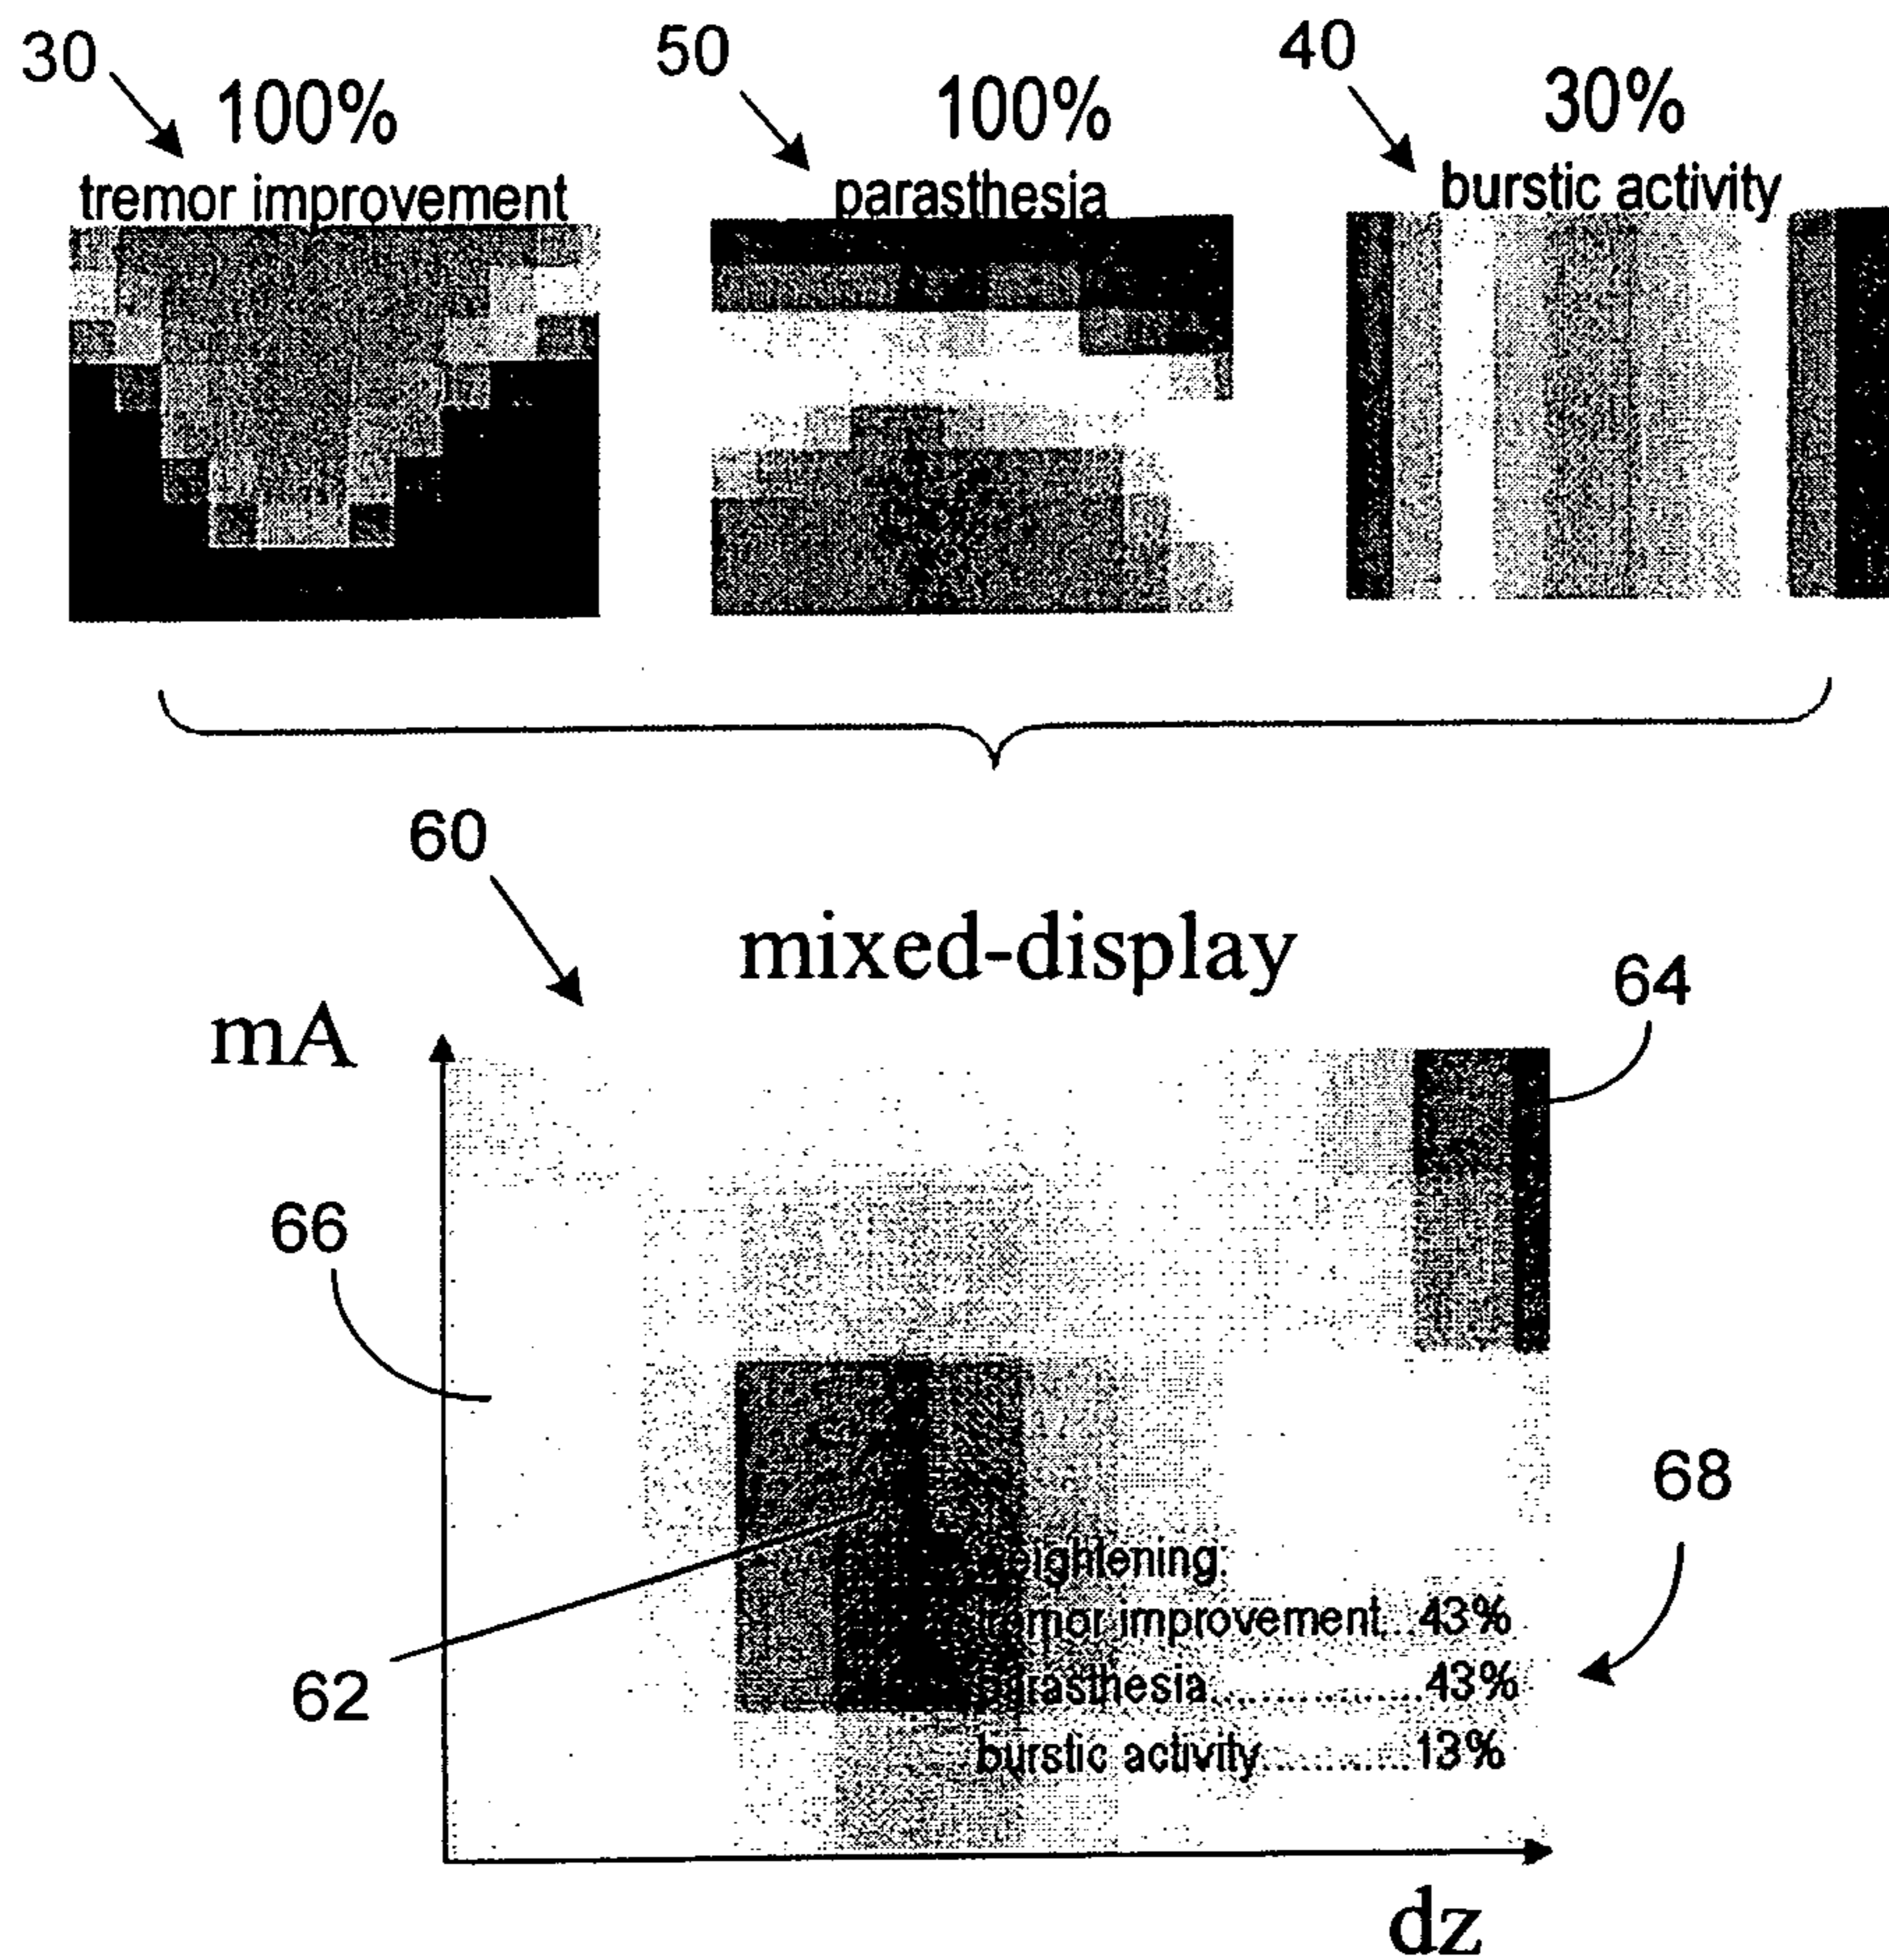 30
50
40
100%
100%
30%
tremor improvement
parasthesia
burstic activity
60
mixed-display
64
mA
66
68
eightening:
tremor improvement...43%
62
parasthesia................43%
burstic activity...........13%
dz